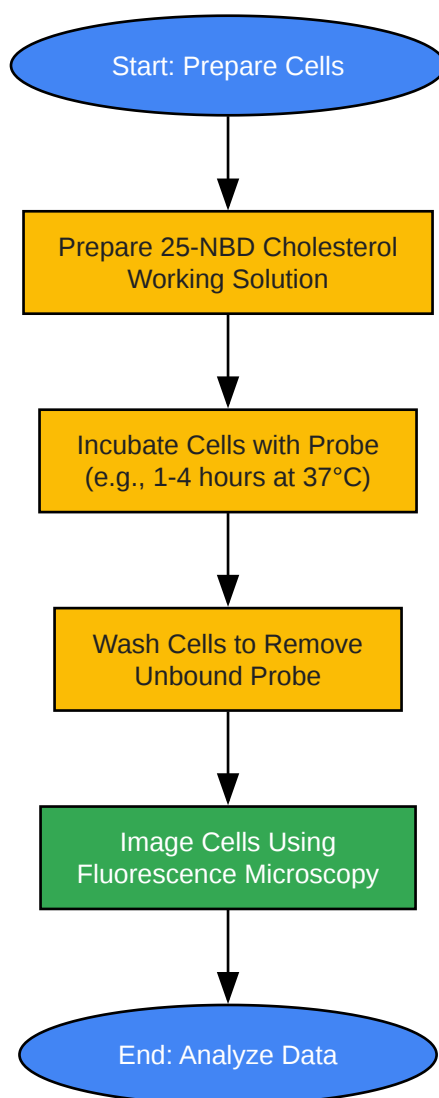 Start: Prepare Cells
Prepare 25-NBD Cholesterol
Working Solution
Incubate Cells with Probe
(e.g., 1-4 hours at 37°C)
Wash Cells to Remove
Unbound Probe
Image Cells Using
Fluorescence Microscopy
End: Analyze Data